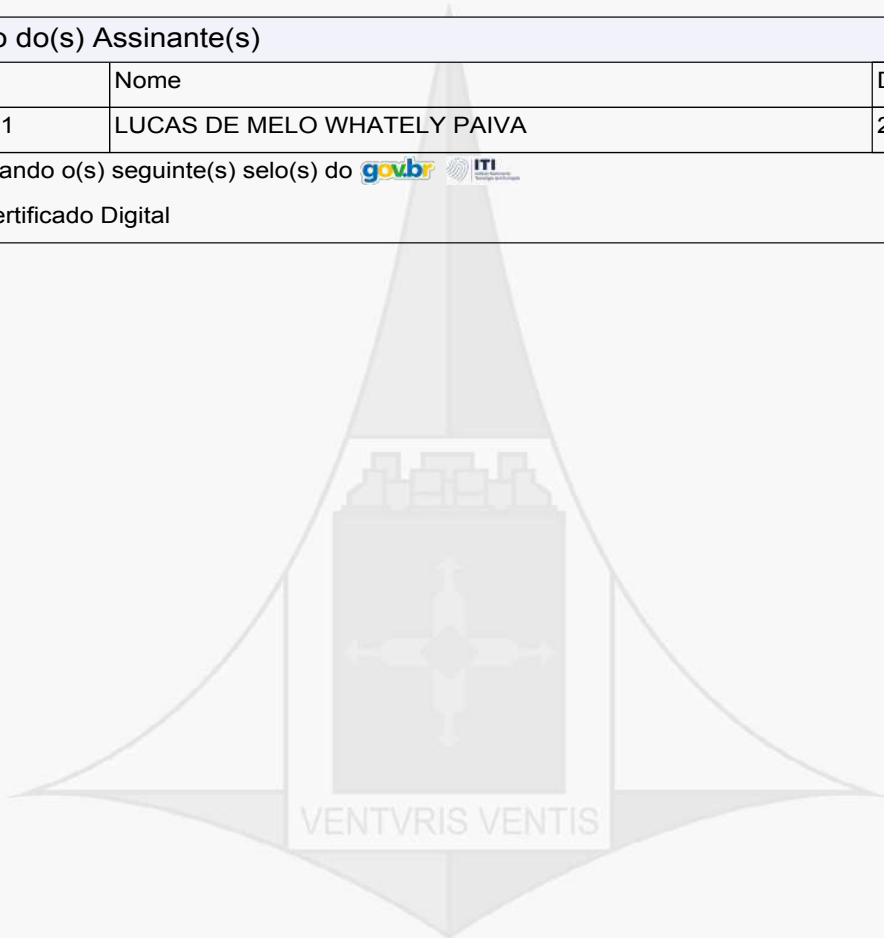 o do(s) Assinante(s)
Nome D
1 LUCAS DE MELO WHATELY PAIVA 2
ando o(s) seguinte(s) selo(s) do gov.br ITI
ertificado Digital
VENTVRIS VENTIS